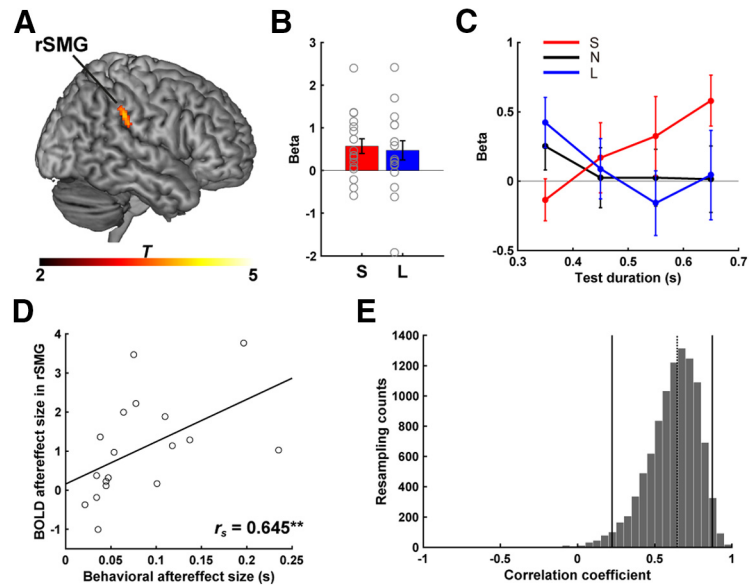 A
rSMG
T
2 5
B
Beta
3
2
1
0
-1
-2
S L
C
S
N
L
Beta
1
0.5
0
-0.5
0.3 0.4 0.5 0.6 0.7
Test duration (s)
D
BOLD aftereffect size in rSMG
4
3
2
1
0
-1
rs = 0.645**
0 0.05 0.1 0.15 0.2 0.25
Behavioral aftereffect size (s)
E
Resampling counts
1400
1200
1000
800
600
400
200
0
-1 -0.5 0 0.5 1
Correlation coefficient